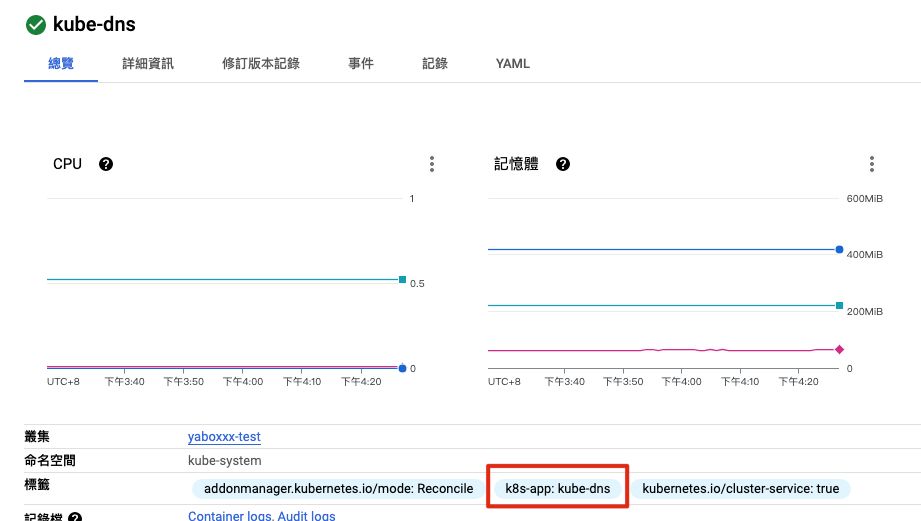 kube-dns
總覽 詳細資訊 修訂版本記錄 事件 記錄 YAML
CPU
1
0.5
0
UTC+8 下午3:40 下午3:50 下午4:00 下午4:10 下午4:20
記憶體
600MiB
400MiB
200MiB
0
UTC+8 下午3:40 下午3:50 下午4:00 下午4:10 下午4:20
叢集 yaboxxx-test
命名空間 kube-system
標籤 addonmanager.kubernetes.io/mode: Reconcile k8s-app: kube-dns kubernetes.io/cluster-service: true
記錄檔 Container logs, Audit logs